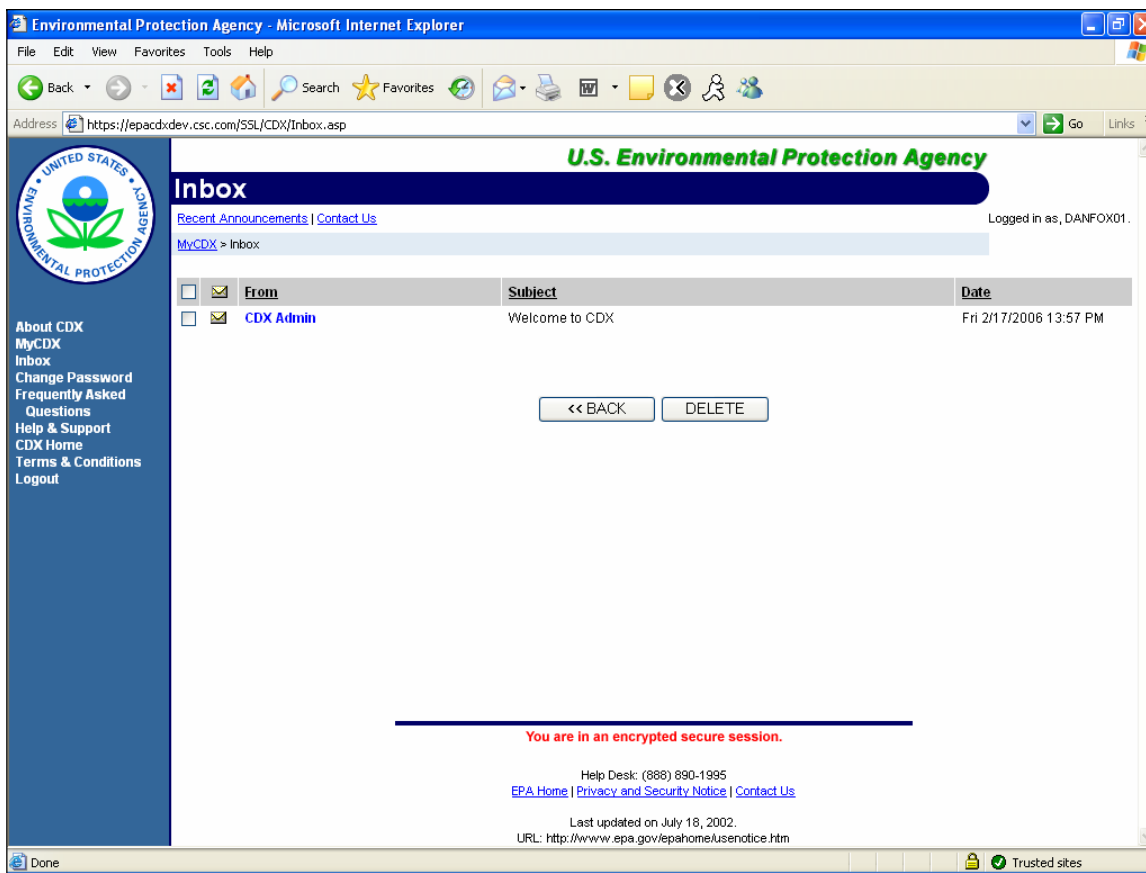 Environmental Protection Agency - Microsoft Internet Explorer
File Edit View Favorites Tools Help
Back Search Favorites
Address https://epacdxdev.csc.com/SSL/CDX/Inbox.asp Go Links
UNITED STATES ENVIRONMENTAL PROTECTION AGENCY
U.S. Environmental Protection Agency
Inbox
Recent Announcements | Contact Us Logged in as, DANFOX01.
MyCDX > Inbox
From Subject Date
CDX Admin Welcome to CDX Fri 2/17/2006 13:57 PM
<< BACK DELETE
About CDX
MyCDX
Inbox
Change Password
Frequently Asked
Questions
Help & Support
CDX Home
Terms & Conditions
Logout
You are in an encrypted secure session.
Help Desk: (888) 890-1995
EPA Home | Privacy and Security Notice | Contact Us
Last updated on July 18, 2002.
URL: http://www.epa.gov/epahome/usenotice.htm
Done Trusted sites